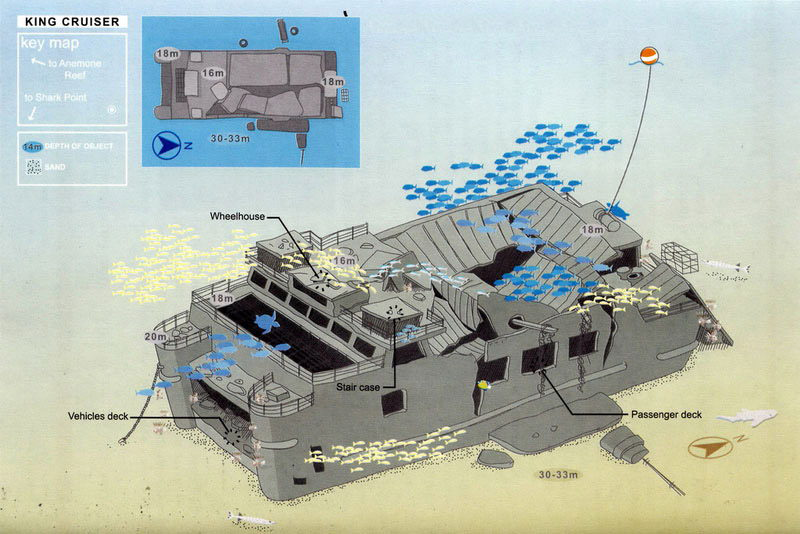 KING CRUISER
key map
to Anemone
Reef
to Shark Point
14m DEPTH OF OBJECT
SAND
18m
16m
18m
30-33m
N
Wheelhouse
16m
18m
18m
20m
Stair case
Vehicles deck
Passenger deck
N
30-33m